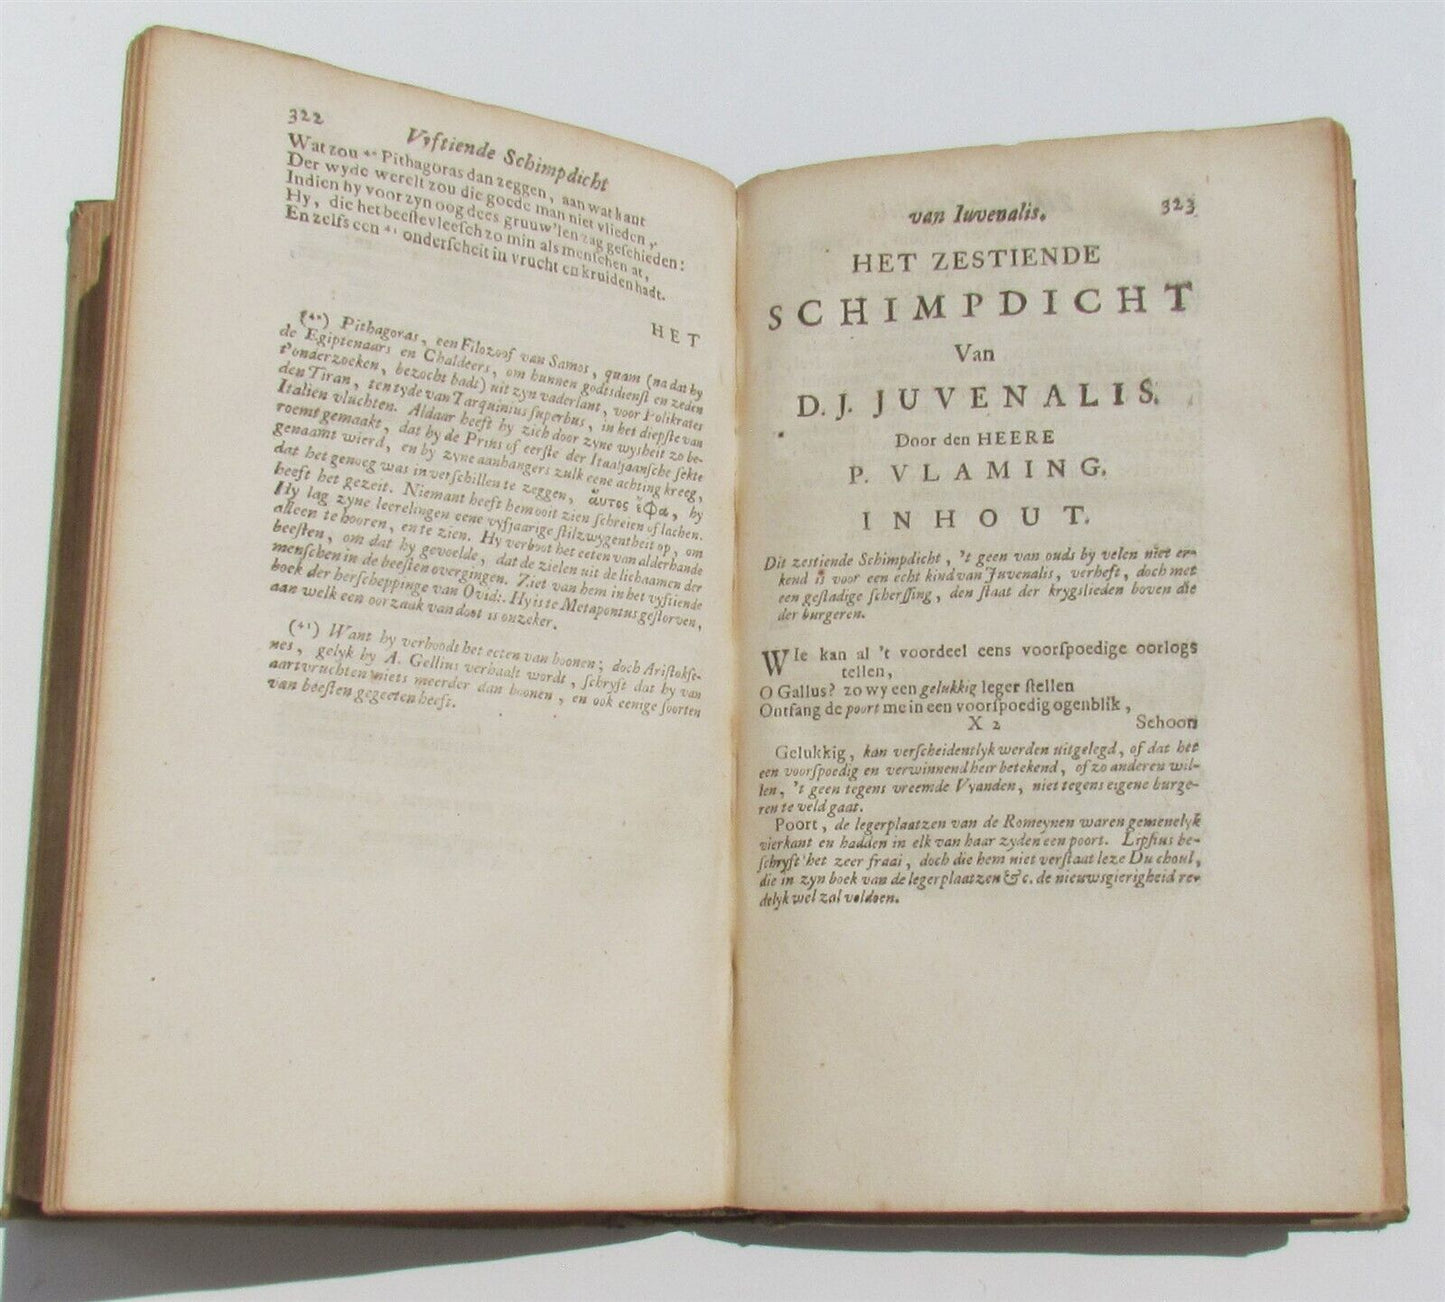 322
Vyftiende Schimpdicht
Wat zou ⁴⁰ Pithagoras dan zeggen, aan wat kant
Der wyde werelt zou die goede man niet vlieden,
Indien hy voor zyn oog dees gruuw'len zag geſchieden:
Hy, die het beeſtevleeſch zo min als menſchen at,
En zelfs een ⁴¹ onderſcheit in vrucht en kruiden hadt.
HET
(⁴⁰) Pithagoras, een Filozoof van Samos, quam (na dat hy
de Egiptenaars en Chaldeers, om hunnen godtsdienſt en zeden
t'onderzoeken, bezocht hadt) uit zyn vaderlant, voor Polikrates
den Tiran, ten tyde van Tarquinius ſuperbus, in het diepſte van
Italien vluchten. Aldaar heeft hy zich door zyne wysheit zo be-
roemt gemaakt, dat hy de Prins of eerſte der Itaaljaanſche ſekte
genaamt wierd, en by zyne aanhangers zulk eene achting kreeg,
dat het genoeg was in verſchillen te zeggen, ἄυτος ἔφα, hy
heeft het gezeit. Niemant heeft hem ooit zien ſchreien of lachen.
Hy lag zyne leerelingen eene vyfjaarige ſtilzwygentheit op, om
alleen te hooren, en te zien. Hy verboot het eeten van alderhande
beeſten, om dat hy gevoelde, dat de zielen uit de lichaamen der
menſchen in de beeſten overgingen. Ziet van hem in het vyftiende
boek der herſcheppinge van Ovid:. Hy is te Metapontus geſtorven,
aan welk een oorzaak van doot is onzeker.
(⁴¹) Want hy verboodt het eeten van boonen; doch Ariſtokſe-
nes, gelyk by A. Gellius verhaalt wordt, ſchryft dat hy van
aartvruchten niets meerder dan boonen, en ook eenige ſoorten
van beeſten gegeeten heeft.
van Iuvenalis.
323
HET ZESTIENDE
SCHIMPDICHT
Van
D. J. JUVENALIS.
Door den HEERE
P. VLAMING.
INHOUT.
Dit zestiende Schimpdicht, 't geen van ouds by velen niet er-
kend is voor een echt kind van Juvenalis, verheft, doch met
een geſtadige ſcherſſing, den ſtaat der krygslieden boven die
der burgeren.
WIe kan al 't voordeel eens voorſpoedige oorlogs
tellen,
O Gallus? zo wy een gelukkig leger ſtellen
Ontfang de poort me in een voorſpoedig ogenblik,
X 2
Schoon
Gelukkig, kan verſcheidentlyk werden uitgelegd, of dat het
een voorſpoedig en verwinnend heir betekend, of zo anderen wil-
len, 't geen tegens vreemde Vyanden, niet tegens eigene burge-
ren te veld gaat.
Poort, de legerplaatzen van de Romeynen waren gemenelyk
vierkant en hadden in elk van haar zyden een poort. Lipſius be-
ſchryft het zeer fraai, doch die hem niet verſtaat leze Du choul,
die in zyn boek van de legerplaatzen &c. de nieuwsgierigheid re-
delyk wel zal voldoen.